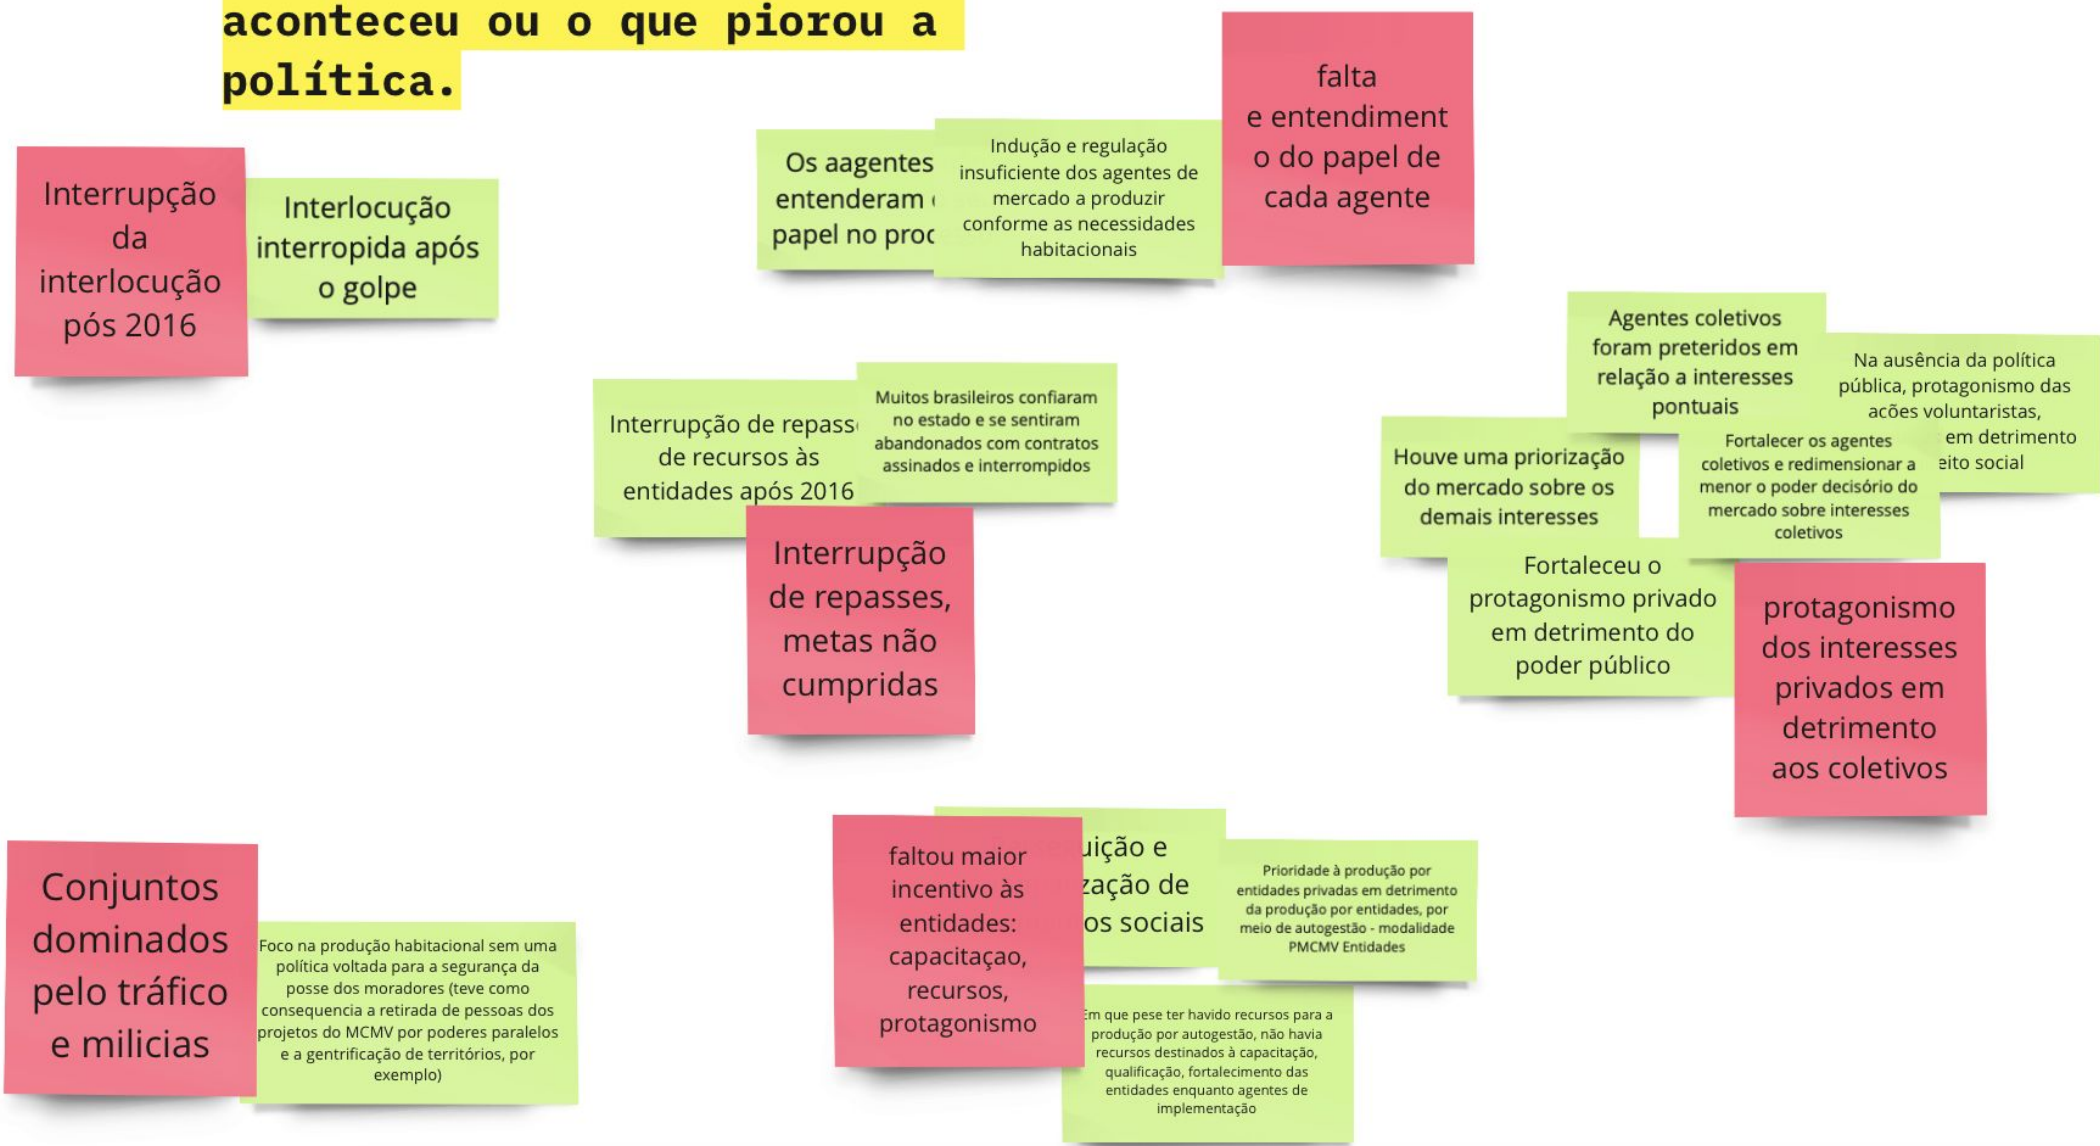 aconteceu ou o que piorou a
política.
Interrupção
da
interlocução
pós 2016
Interlocução
interropida após
o golpe
Os aagentes
entenderam
papel no
Indução e regulação
insuficiente dos agentes de
mercado a produzir
conforme as necessidades
habitacionais
falta
e entendiment
o do papel de
cada agente
Interrupção de
de recursos às
entidades após 2016
Muitos brasileiros confiaram
no estado e se sentiram
abandonados com contratos
assinados e interrompidos
Interrupção
de repasses,
metas não
cumpridas
Agentes coletivos
foram preteridos em
relação a interesses
pontuais
Na ausência da política
pública, protagonismo das
acões voluntaristas,
em detrimento
social
Houve uma priorização
do mercado sobre os
demais interesses
Fortalecer os agentes
coletivos e redimensionar a
menor o poder decisório do
mercado sobre interesses
coletivos
Fortaleceu o
protagonismo privado
em detrimento do
poder público
protagonismo
dos interesses
privados em
detrimento
aos coletivos
Conjuntos
dominados
pelo tráfico
e milicias
Foco na produção habitacional sem uma
política voltada para a segurança da
posse dos moradores (teve como
consequencia a retirada de pessoas dos
projetos do MCMV por poderes paralelos
e a gentrificação de territórios, por
exemplo)
faltou maior
incentivo às
entidades:
capacitaçao,
recursos,
protagonismo
e
de
sociais
Prioridade à produção por
entidades privadas em detrimento
da produção por entidades, por
meio de autogestão - modalidade
PMCMV Entidades
Em que pese ter havido recursos para a
produção por autogestão, não havia
recursos destinados à capacitação,
qualificação, fortalecimento das
entidades enquanto agentes de
implementação